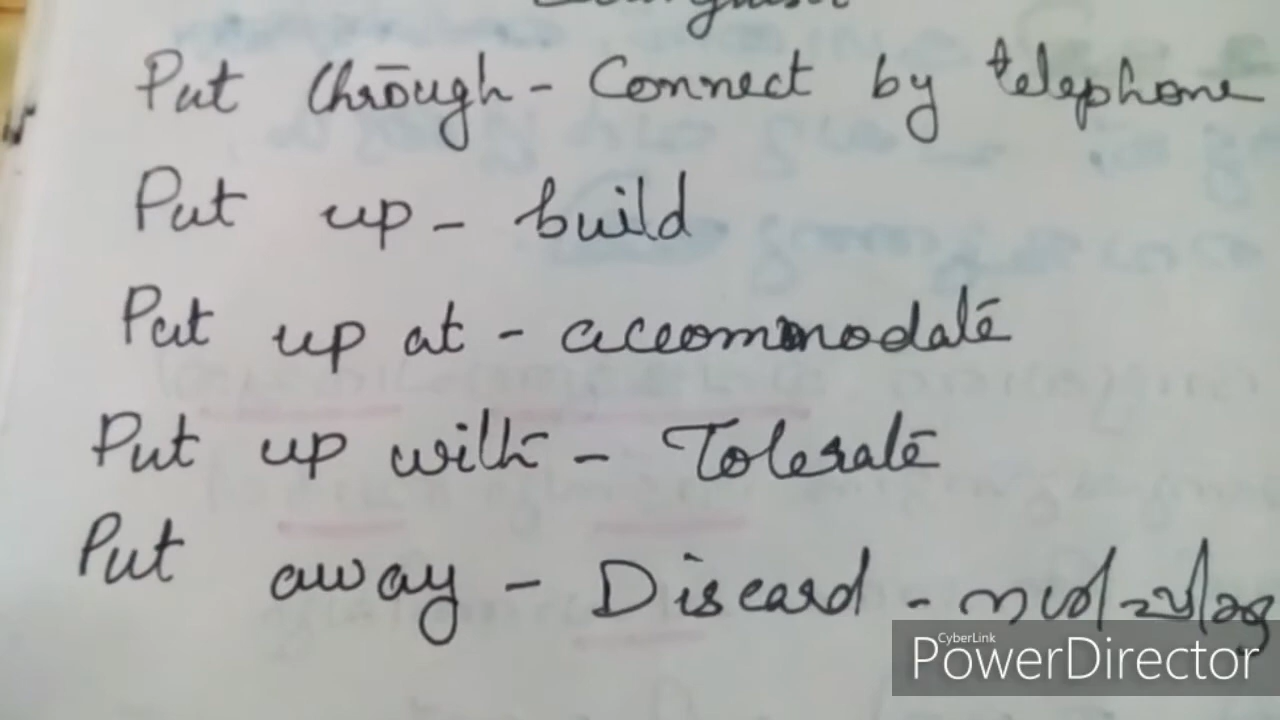 Put through - Connect by telephone
Put up - build
Put up at - accommodate
Put up with - Tolerate
Put away - Discard -
CyberLink
PowerDirector